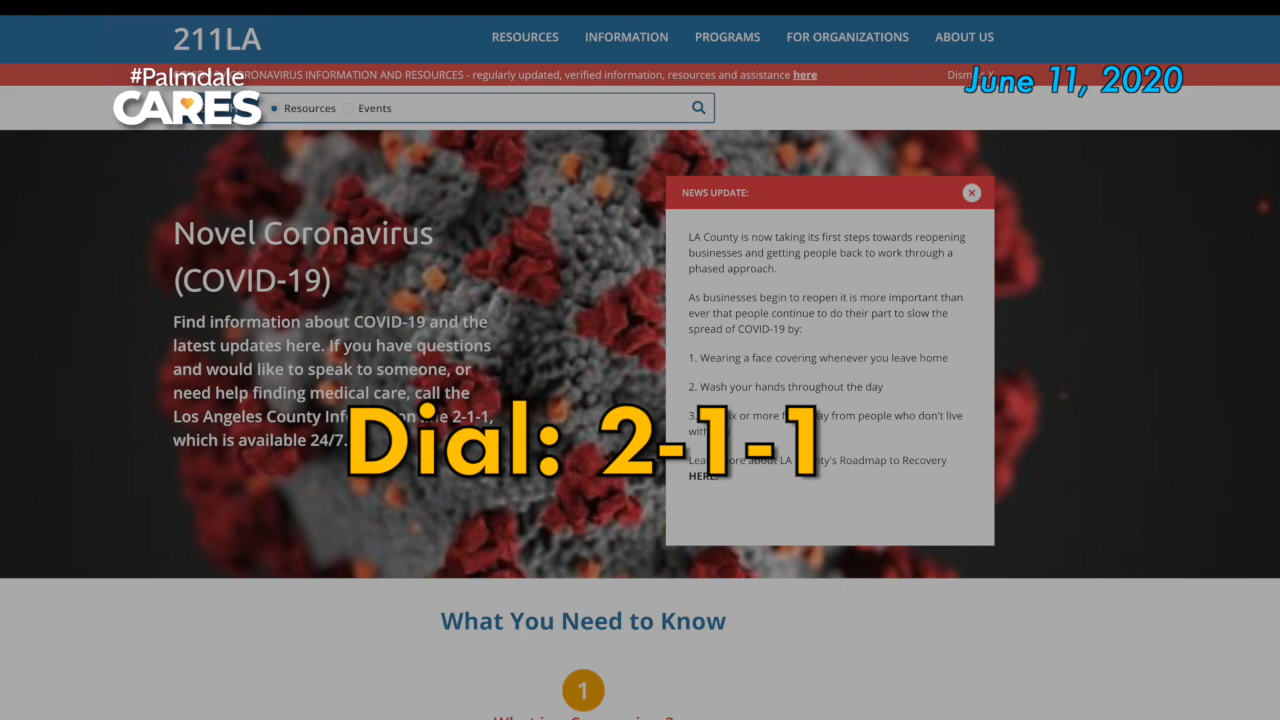 211LA
RESOURCES INFORMATION PROGRAMS FOR ORGANIZATIONS ABOUT US
CORONAVIRUS INFORMATION AND RESOURCES - regularly updated, verified information, resources and assistance here
#Palmdale
CARES
June 11, 2020
Resources Events
Novel Coronavirus
(COVID-19)
Find information about COVID-19 and the
latest updates here. If you have questions
and would like to speak to someone, or
need help finding medical care, call the
Los Angeles County 2-1-1,
which is available 24/7.
NEWS UPDATE:
LA County is now taking its first steps towards reopening
businesses and getting people back to work through a
phased approach.
As businesses begin to reopen it is more important than
ever that people continue to do their part to slow the
spread of COVID-19 by:
1. Wearing a face covering whenever you leave home
2. Wash your hands throughout the day
3. or more from people who don't live
Roadmap to Recovery
HERE.
Dial: 2-1-1
What You Need to Know
1